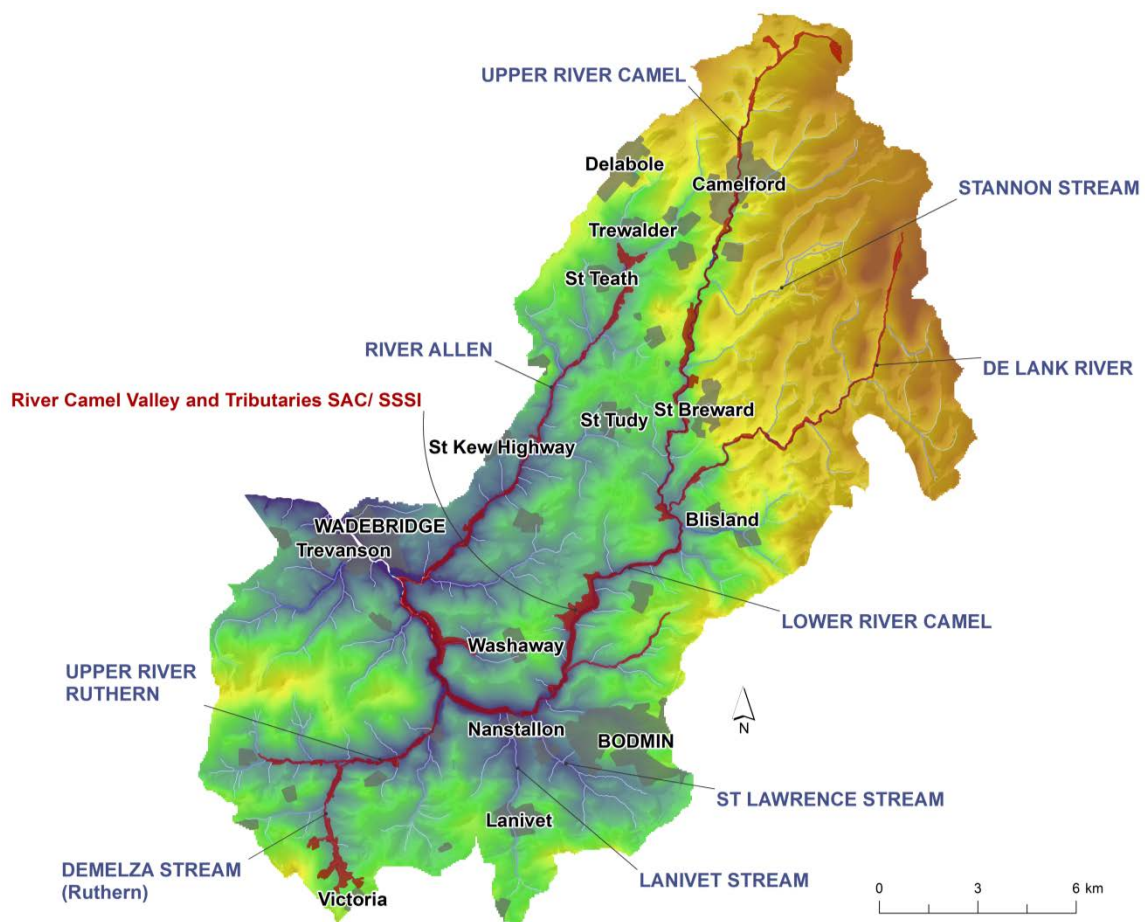 UPPER RIVER CAMEL
Delabole
Camelford
STANNON STREAM
Trewalder
St Teath
RIVER ALLEN
DE LANK RIVER
River Camel Valley and Tributaries SAC/ SSSI
St Breward
St Tudy
St Kew Highway
Blisland
WADEBRIDGE
Trevanson
LOWER RIVER CAMEL
Washaway
UPPER RIVER
RUTHERN
N
Nanstallon
BODMIN
ST LAWRENCE STREAM
Lanivet
DEMELZA STREAM
(Ruthern)
LANIVET STREAM
Victoria
0 3 6 km